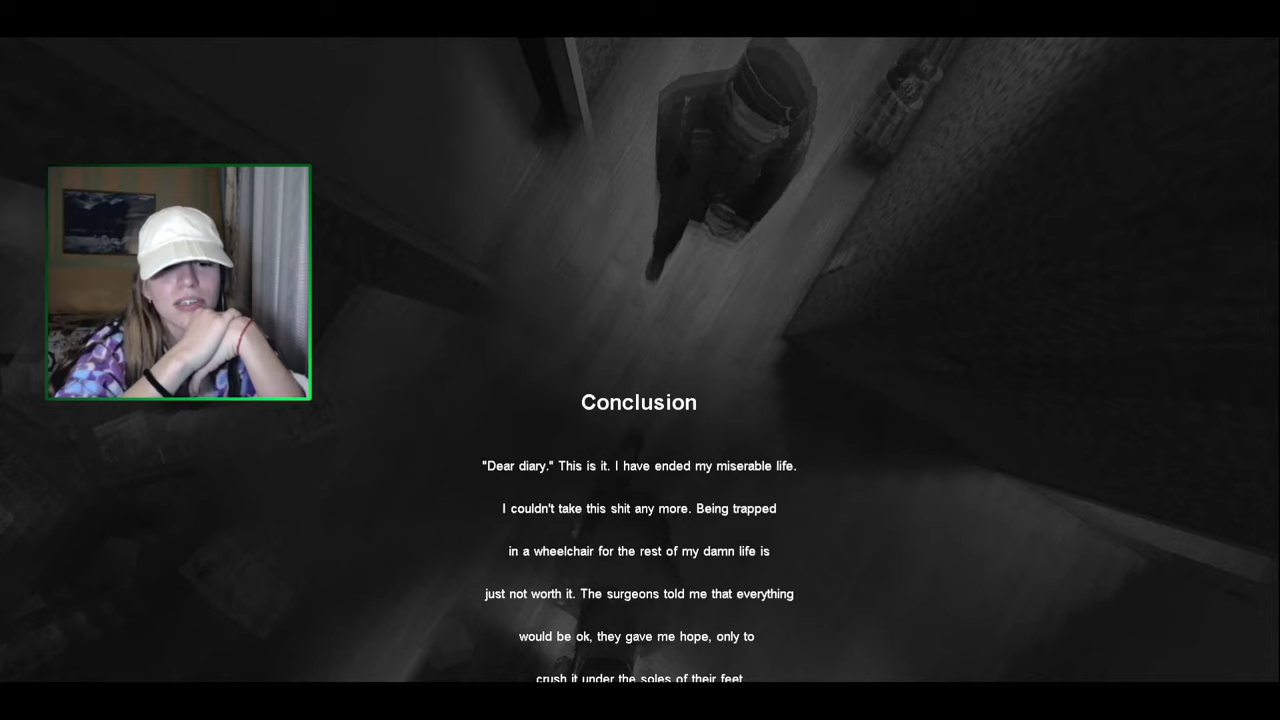 Conclusion
"Dear diary." This is it. I have ended my miserable life.
I couldn't take this shit any more. Being trapped
in a wheelchair for the rest of my damn life is
just not worth it. The surgeons told me that everything
would be ok, they gave me hope, only to
crush it under the soles of their feet